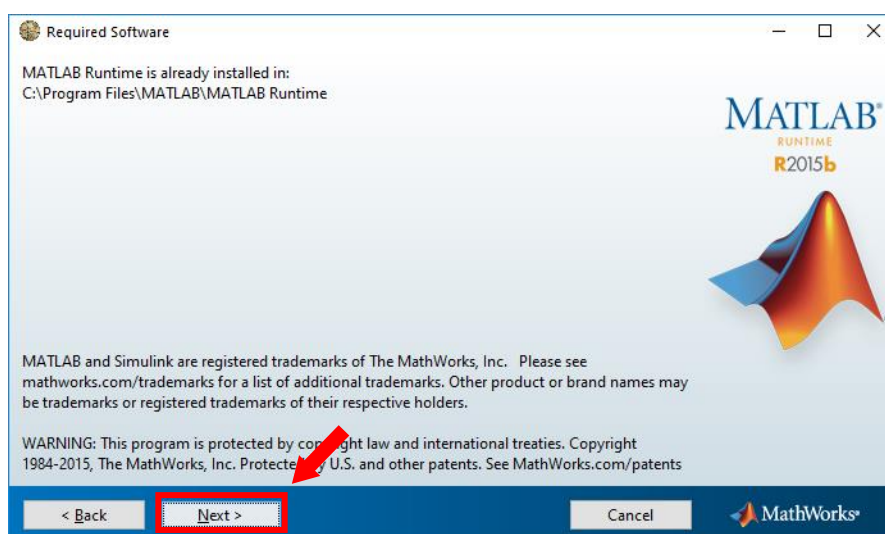 Required Software
MATLAB Runtime is already installed in:
C:\Program Files\MATLAB\MATLAB Runtime
MATLAB®
RUNTIME
R2015b
MATLAB and Simulink are registered trademarks of The MathWorks, Inc.   Please see
mathworks.com/trademarks for a list of additional trademarks. Other product or brand names may
be trademarks or registered trademarks of their respective holders.
WARNING: This program is protected by copyright law and international treaties. Copyright
1984-2015, The MathWorks, Inc. Protected by U.S. and other patents. See MathWorks.com/patents
< Back
Next >
Cancel
MathWorks®